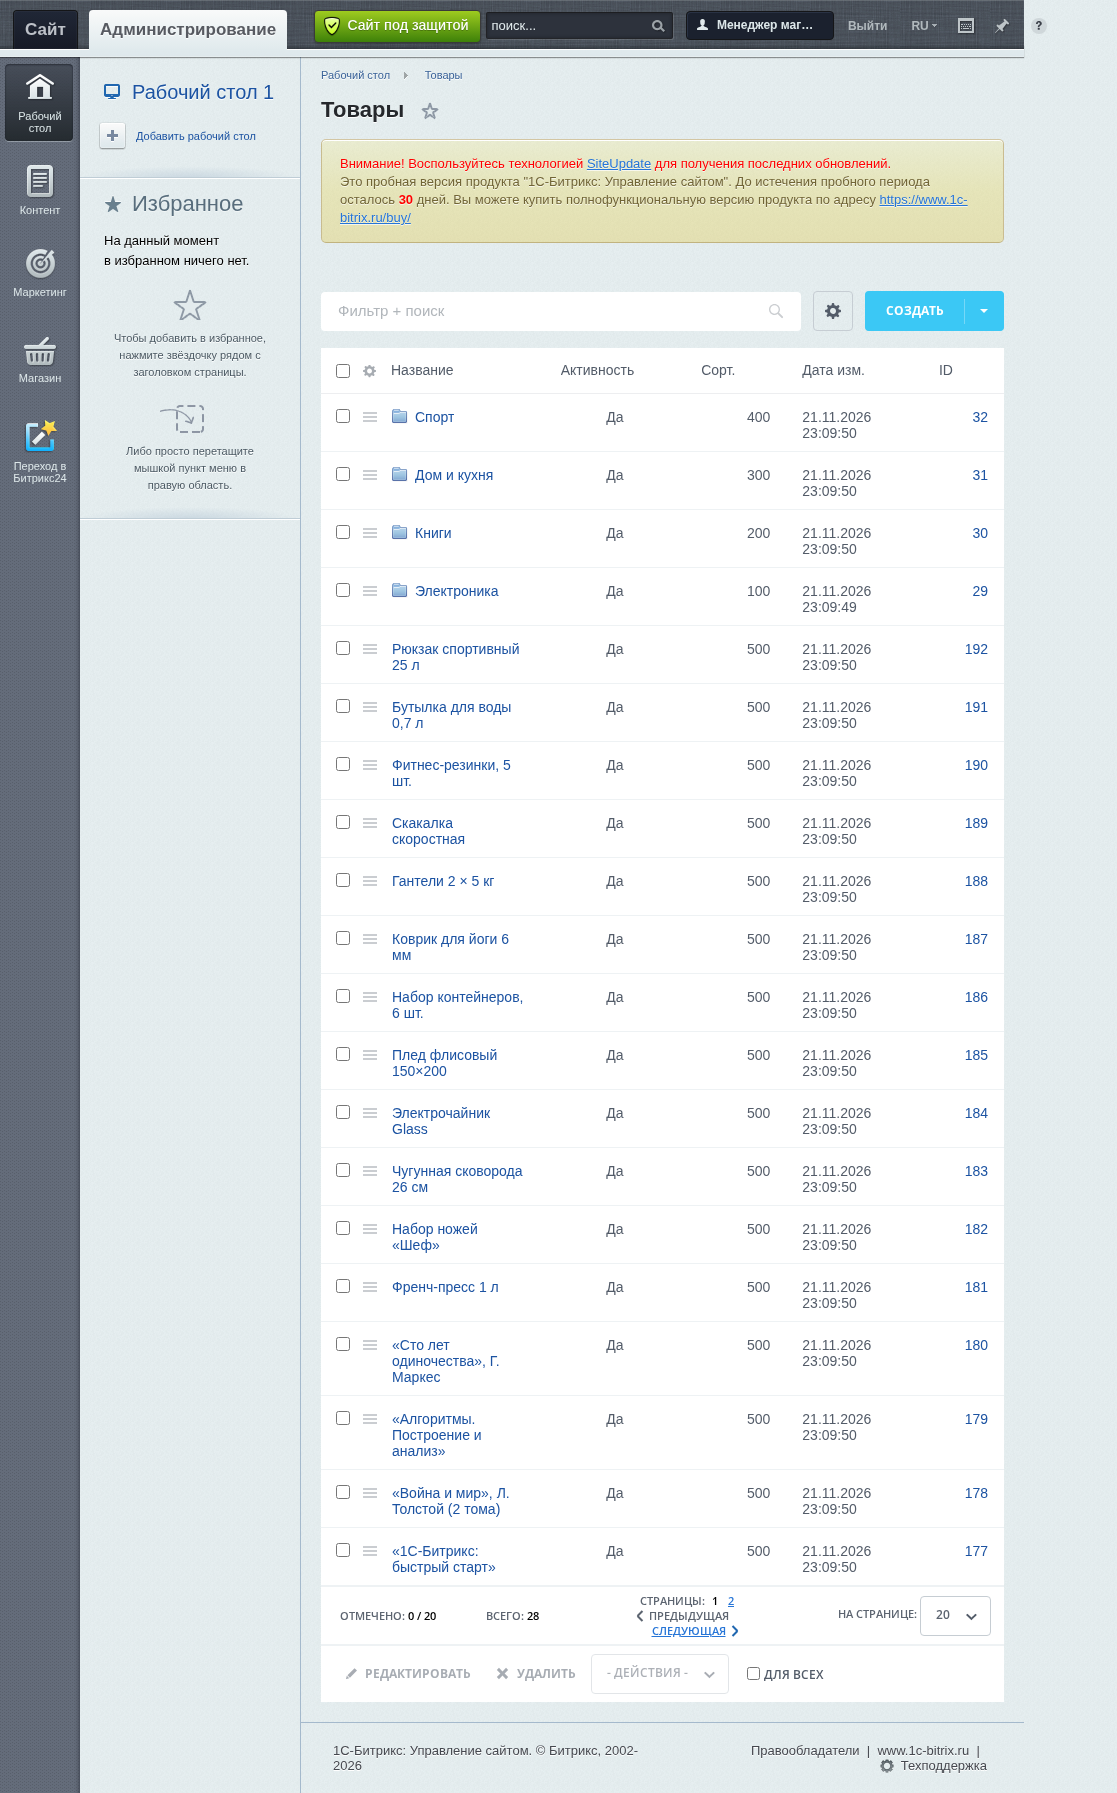 Сайт
Администрирование
Сайт под защитой
поиск...
Менеджер маг…
Выйти
RU
?
Рабочий
стол
Контент
Маркетинг
Магазин
Переход в
Битрикс24
Рабочий стол 1
Добавить рабочий стол
Избранное
На данный момент
в избранном ничего нет.
Чтобы добавить в избранное,
нажмите звёздочку рядом с
заголовком страницы.
Либо просто перетащите
мышкой пункт меню в
правую область.
Рабочий стол Товары
Товары
Внимание! Воспользуйтесь технологией SiteUpdate для получения последних обновлений.
Это пробная версия продукта "1С-Битрикс: Управление сайтом". До истечения пробного периода
осталось 30 дней. Вы можете купить полнофункциональную версию продукта по адресу https://www.1c-
bitrix.ru/buy/
Фильтр + поиск
СОЗДАТЬ
Название Активность Сорт. Дата изм. ID
Спорт Да 400 21.11.2026 32
23:09:50
Дом и кухня Да 300 21.11.2026 31
23:09:50
Книги Да 200 21.11.2026 30
23:09:50
Электроника Да 100 21.11.2026 29
23:09:49
Рюкзак спортивный Да 500 21.11.2026 192
25 л 23:09:50
Бутылка для воды Да 500 21.11.2026 191
0,7 л 23:09:50
Фитнес-резинки, 5 Да 500 21.11.2026 190
шт. 23:09:50
Скакалка Да 500 21.11.2026 189
скоростная 23:09:50
Гантели 2 × 5 кг Да 500 21.11.2026 188
23:09:50
Коврик для йоги 6 Да 500 21.11.2026 187
мм 23:09:50
Набор контейнеров, Да 500 21.11.2026 186
6 шт. 23:09:50
Плед флисовый Да 500 21.11.2026 185
150×200 23:09:50
Электрочайник Да 500 21.11.2026 184
Glass 23:09:50
Чугунная сковорода Да 500 21.11.2026 183
26 см 23:09:50
Набор ножей Да 500 21.11.2026 182
«Шеф» 23:09:50
Френч-пресс 1 л Да 500 21.11.2026 181
23:09:50
«Сто лет Да 500 21.11.2026 180
одиночества», Г. 23:09:50
Маркес
«Алгоритмы. Да 500 21.11.2026 179
Построение и 23:09:50
анализ»
«Война и мир», Л. Да 500 21.11.2026 178
Толстой (2 тома) 23:09:50
«1С-Битрикс: Да 500 21.11.2026 177
быстрый старт» 23:09:50
ОТМЕЧЕНО: 0 / 20 ВСЕГО: 28
СТРАНИЦЫ: 1 2
ПРЕДЫДУЩАЯ
СЛЕДУЮЩАЯ
НА СТРАНИЦЕ: 20
РЕДАКТИРОВАТЬ УДАЛИТЬ - ДЕЙСТВИЯ - ДЛЯ ВСЕХ
1С-Битрикс: Управление сайтом. © Битрикс, 2002-
2026
Правообладатели | www.1c-bitrix.ru |
Техподдержка